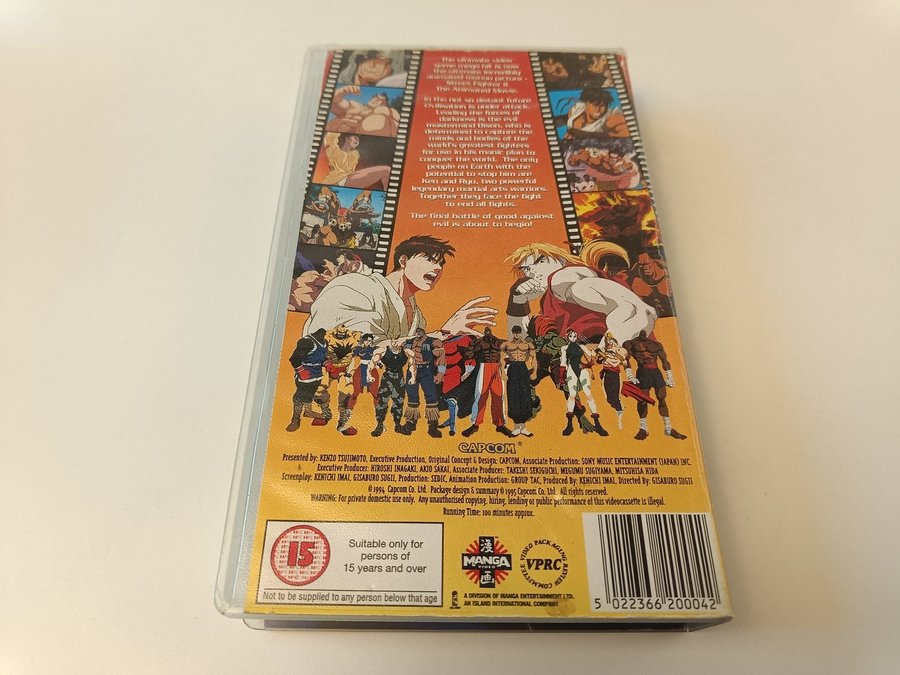 The ultimate video
game mega hit is now
the ultimate incredibly
animated motion picture -
Street Fighter II
The Animated Movie.
In the not so distant future
civilisation is under attack.
Leading the forces of
darkness is the evil
mastermind Bison, who is
determined to capture the
minds and bodies of the
world's greatest fighters
for use in his manic plan to
conquer the world. The only
people on Earth with the
potential to stop him are
Ken and Ryu, two powerful
legendary martial arts warriors.
Together they face the fight
to end all fights.
The final battle of good against
evil is about to begin!
CAPCOM®
Presented by: KENZO TSUJIMOTO, Executive Production, Original Concept & Design: CAPCOM, Associate Production: SONY MUSIC ENTERTAINMENT (JAPAN) INC.
Executive Producer: HIROSHI INAGAKI, AKIO SAKAI, Associate Producer: TAKESHI SEKIGUCHI, MEGUMU SUGIYAMA, MITSUHISA HIDA
Screenplay: KENICHI IMAI, GISABURO SUGII, Production: SEDIC, Animation Production: GROUP TAC, Produced By: KENICHI IMAI, Directed By: GISABURO SUGII
© 1994 Capcom Co. Ltd. Package design & summary © 1995 Capcom Co. Ltd. All rights reserved.
WARNING: For private domestic use only. Any unauthorised copying, hiring, lending or public performance of this videocassette is illegal.
Running Time: 100 minutes approx.
15
Suitable only for
persons of
15 years and over
Not to be supplied to any person below that age
漫
MANGA
VIDEO
画
A DIVISION OF MANGA ENTERTAINMENT LTD.
AN ISLAND INTERNATIONAL COMPANY
VIDEO PACKAGING REVIEW COMMITTEE
VPRC
5 022366 200042